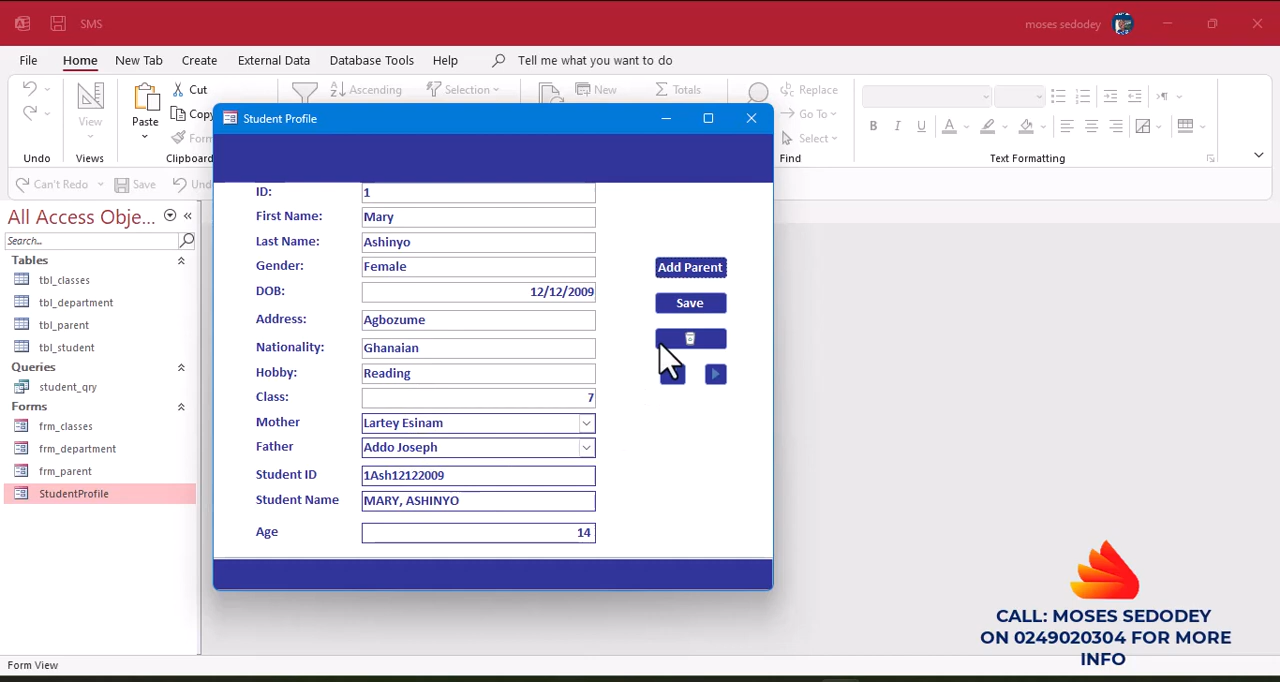 SMS
moses sedodey
File Home New Tab Create External Data Database Tools Help Tell me what you want to do
Cut
Ascending
Selection
New
Totals
Replace
View
Paste
Copy
Go To
B I U
Form
Select
Undo
Views
Clipboard
Find
Text Formatting
Can't Redo
Save
Undo
Student Profile
All Access Obje...
Search...
Tables
tbl_classes
tbl_department
tbl_parent
tbl_student
Queries
student_qry
Forms
frm_classes
frm_department
frm_parent
StudentProfile
ID: 1
First Name: Mary
Last Name: Ashinyo
Gender: Female
DOB: 12/12/2009
Address: Agbozume
Nationality: Ghanaian
Hobby: Reading
Class: 7
Mother Lartey Esinam
Father Addo Joseph
Student ID 1Ash12122009
Student Name MARY, ASHINYO
Age 14
Add Parent
Save
CALL: MOSES SEDODEY
ON 0249020304 FOR MORE
INFO
Form View